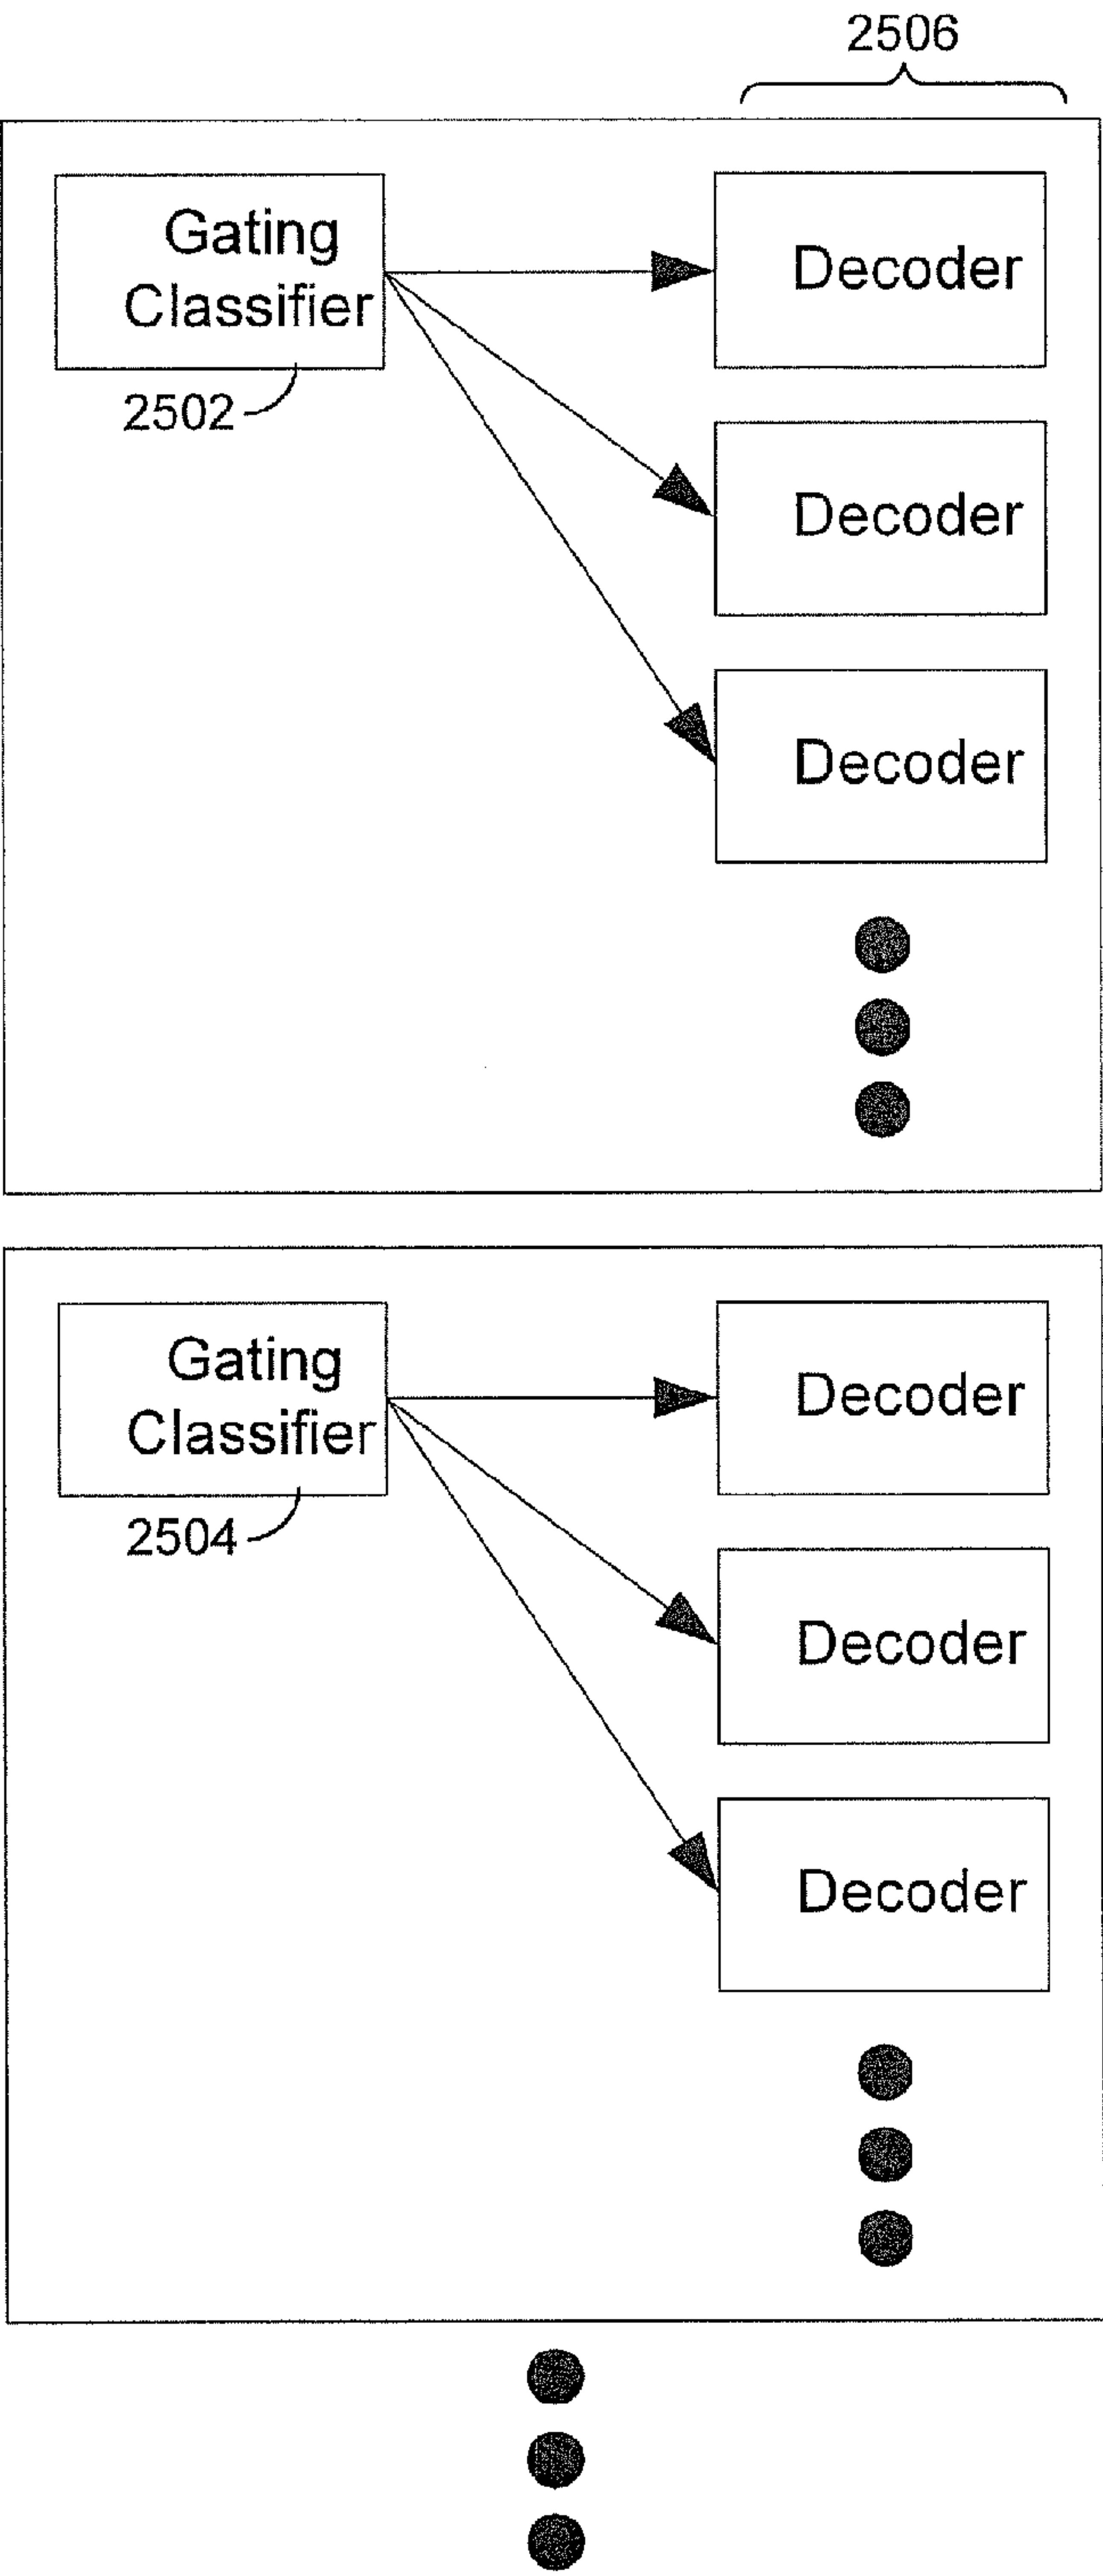 2506
Gating
Classifier
2502
Decoder
Decoder
Decoder
Gating
Classifier
2504
Decoder
Decoder
Decoder